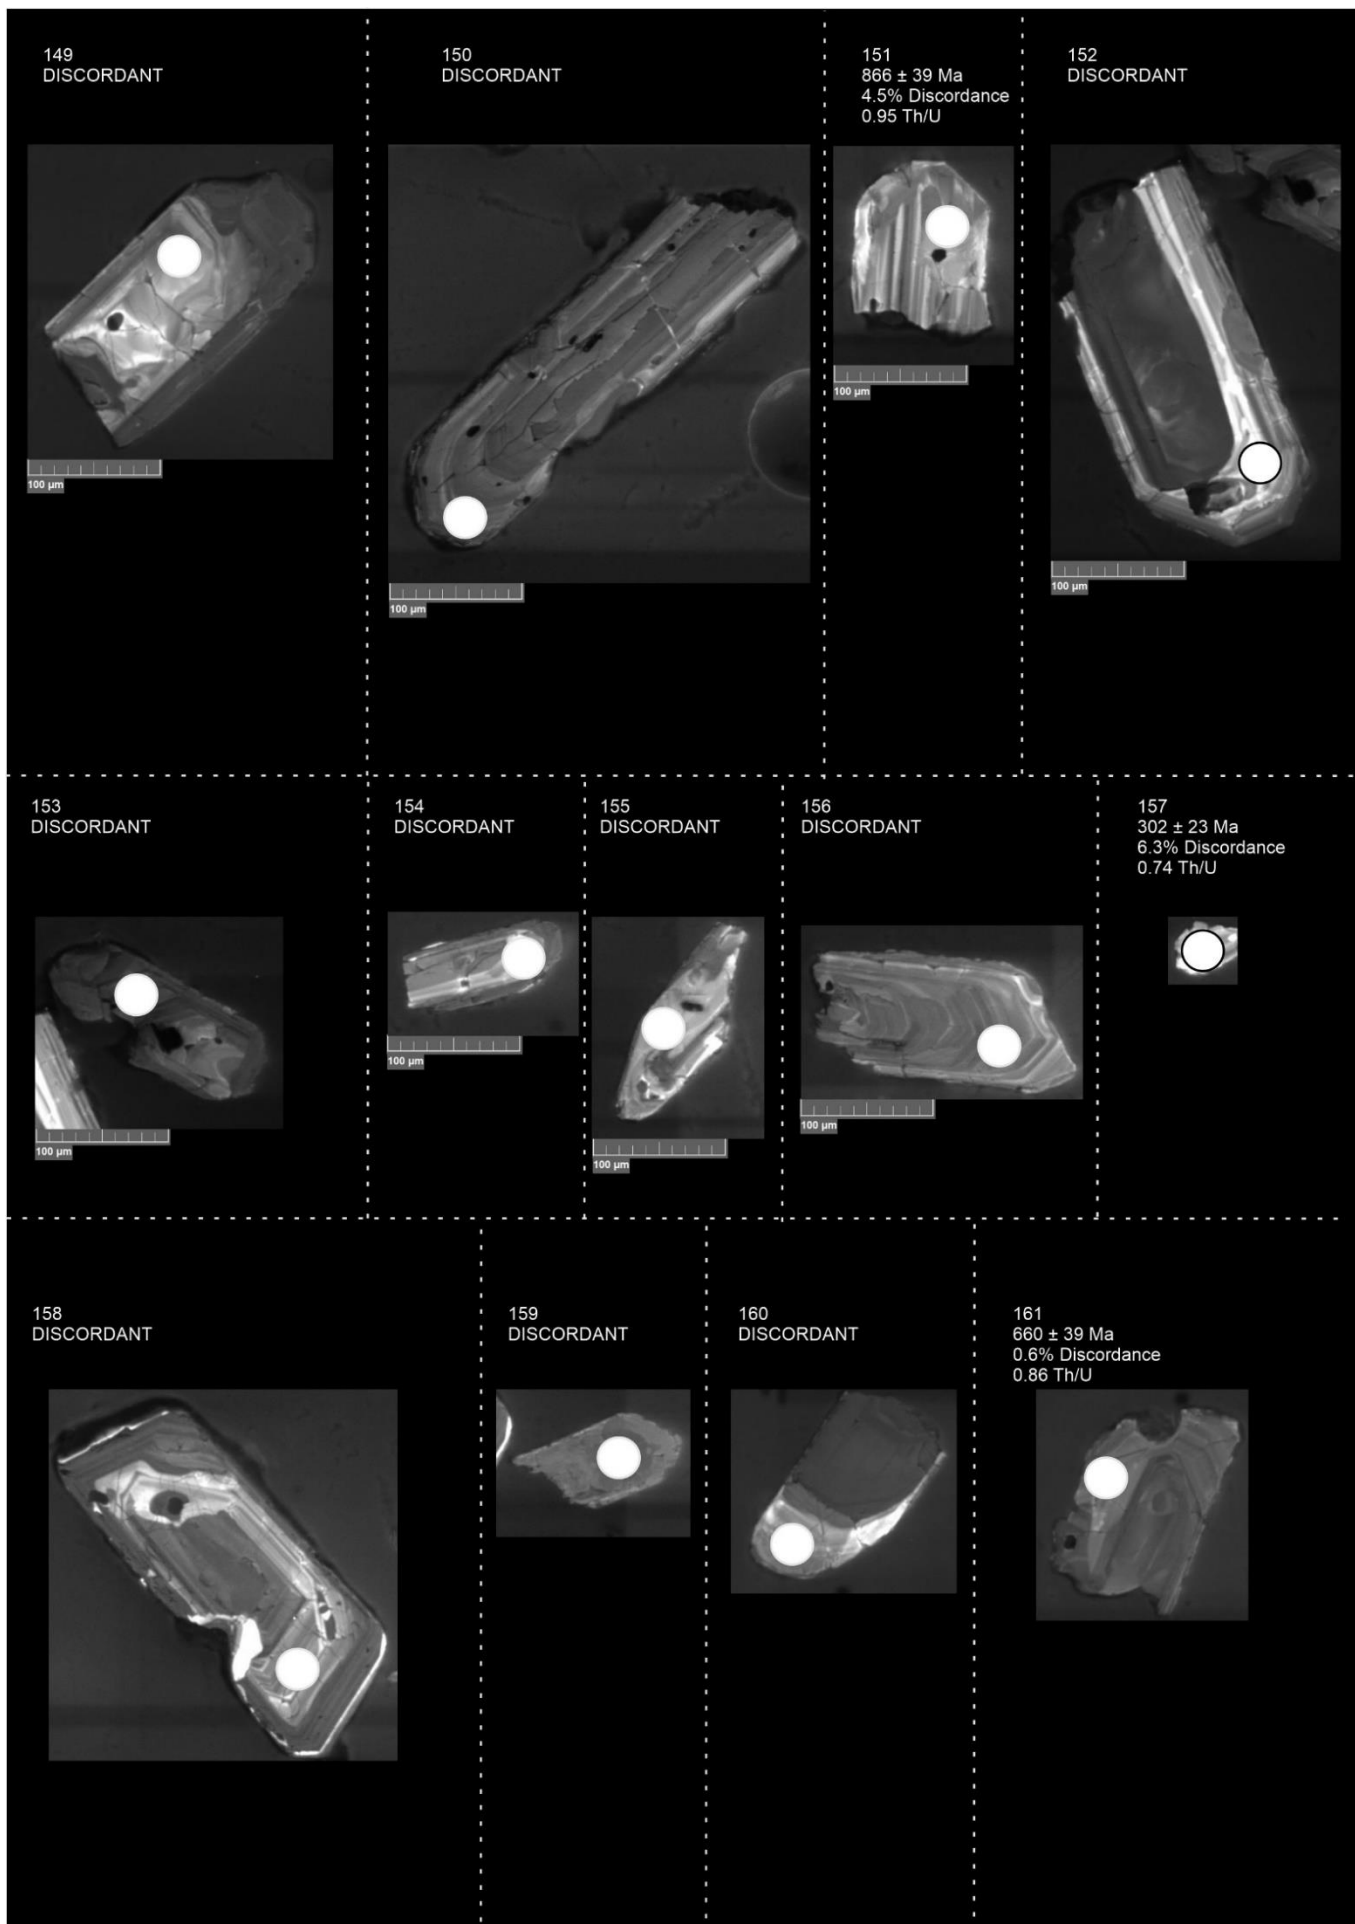 149
DISCORDANT
150
DISCORDANT
151
866 ± 39 Ma
4.5% Discordance
0.95 Th/U
152
DISCORDANT
100 µm
100 µm
100 µm
100 µm
153
DISCORDANT
154
DISCORDANT
155
DISCORDANT
156
DISCORDANT
157
302 ± 23 Ma
6.3% Discordance
0.74 Th/U
100 µm
100 µm
100 µm
100 µm
158
DISCORDANT
159
DISCORDANT
160
DISCORDANT
161
660 ± 39 Ma
0.6% Discordance
0.86 Th/U